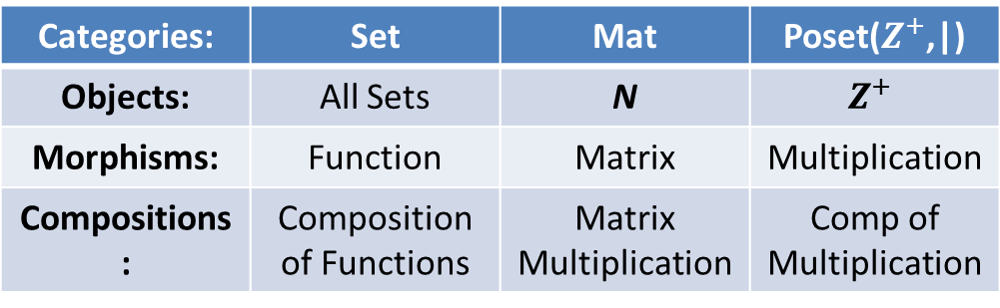 Categories: Set Mat Poset(Z⁺,|)
Objects: All Sets N Z⁺
Morphisms: Function Matrix Multiplication
Compositions Composition Matrix Comp of
: of Functions Multiplication Multiplication